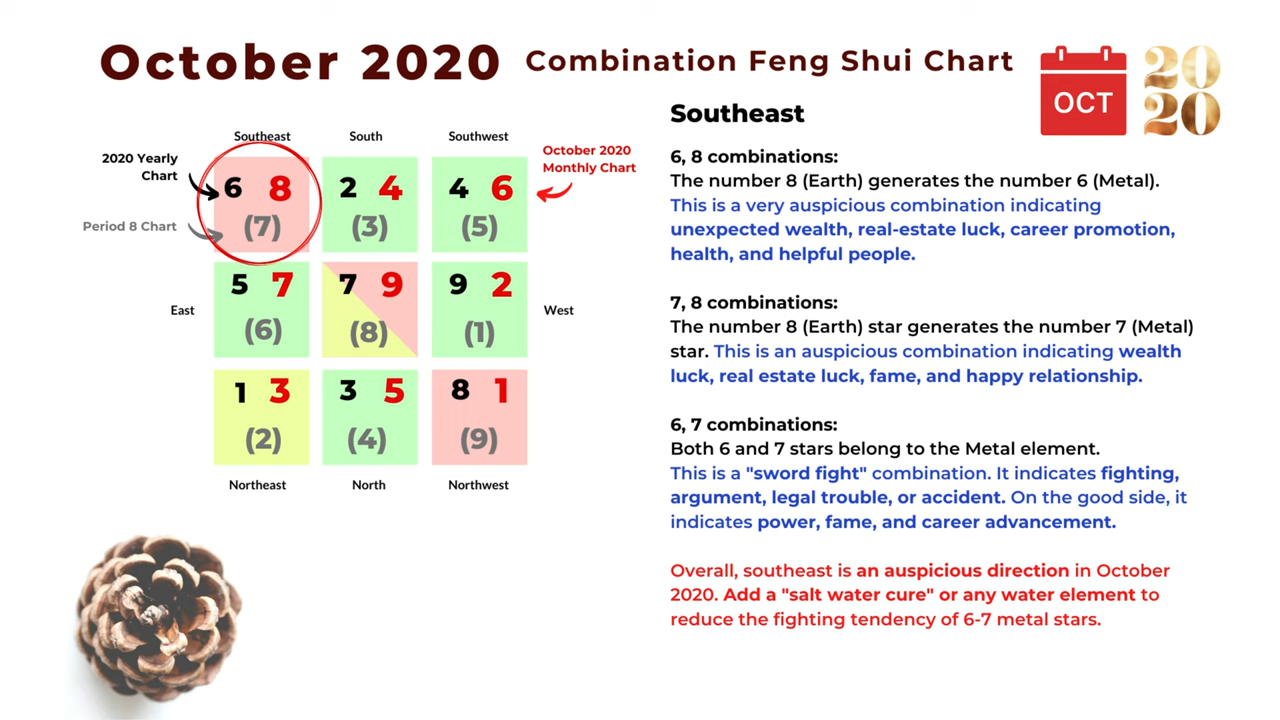 October 2020 Combination Feng Shui Chart
OCT
20
20
Southeast
South
Southwest
2020 Yearly
Chart
October 2020
Monthly Chart
Period 8 Chart
6 8
(7)
2 4
(3)
4 6
(5)
East
5 7
(6)
7 9
(8)
9 2
(1)
West
1 3
(2)
3 5
(4)
8 1
(9)
Northeast
North
Northwest
Southeast
6, 8 combinations:
The number 8 (Earth) generates the number 6 (Metal).
This is a very auspicious combination indicating
unexpected wealth, real-estate luck, career promotion,
health, and helpful people.
7, 8 combinations:
The number 8 (Earth) star generates the number 7 (Metal)
star. This is an auspicious combination indicating wealth
luck, real estate luck, fame, and happy relationship.
6, 7 combinations:
Both 6 and 7 stars belong to the Metal element.
This is a "sword fight" combination. It indicates fighting,
argument, legal trouble, or accident. On the good side, it
indicates power, fame, and career advancement.
Overall, southeast is an auspicious direction in October
2020. Add a "salt water cure" or any water element to
reduce the fighting tendency of 6-7 metal stars.